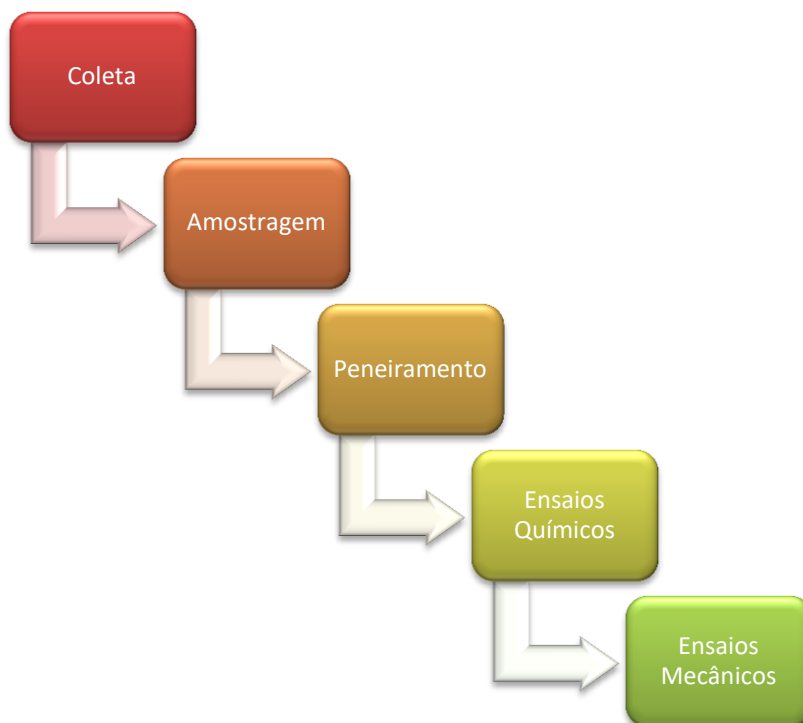 Coleta
Amostragem
Peneiramento
Ensaios
Químicos
Ensaios
Mecânicos